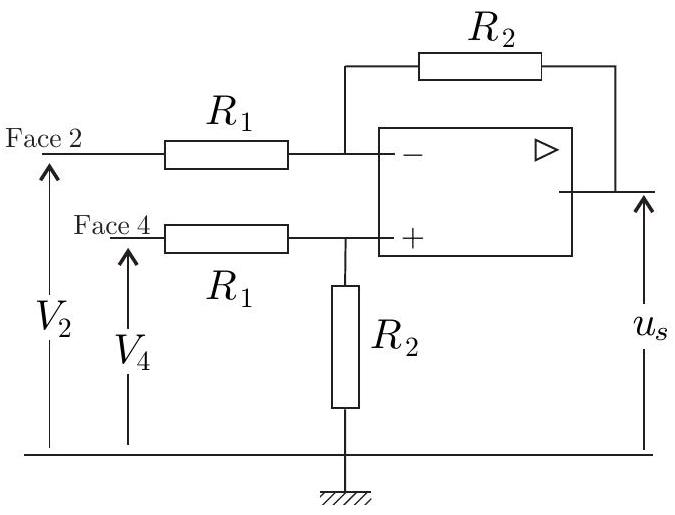 R₂
R₁
Face 2
−
▷
Face 4
+
R₁
V₂
V₄
R₂
uₛ